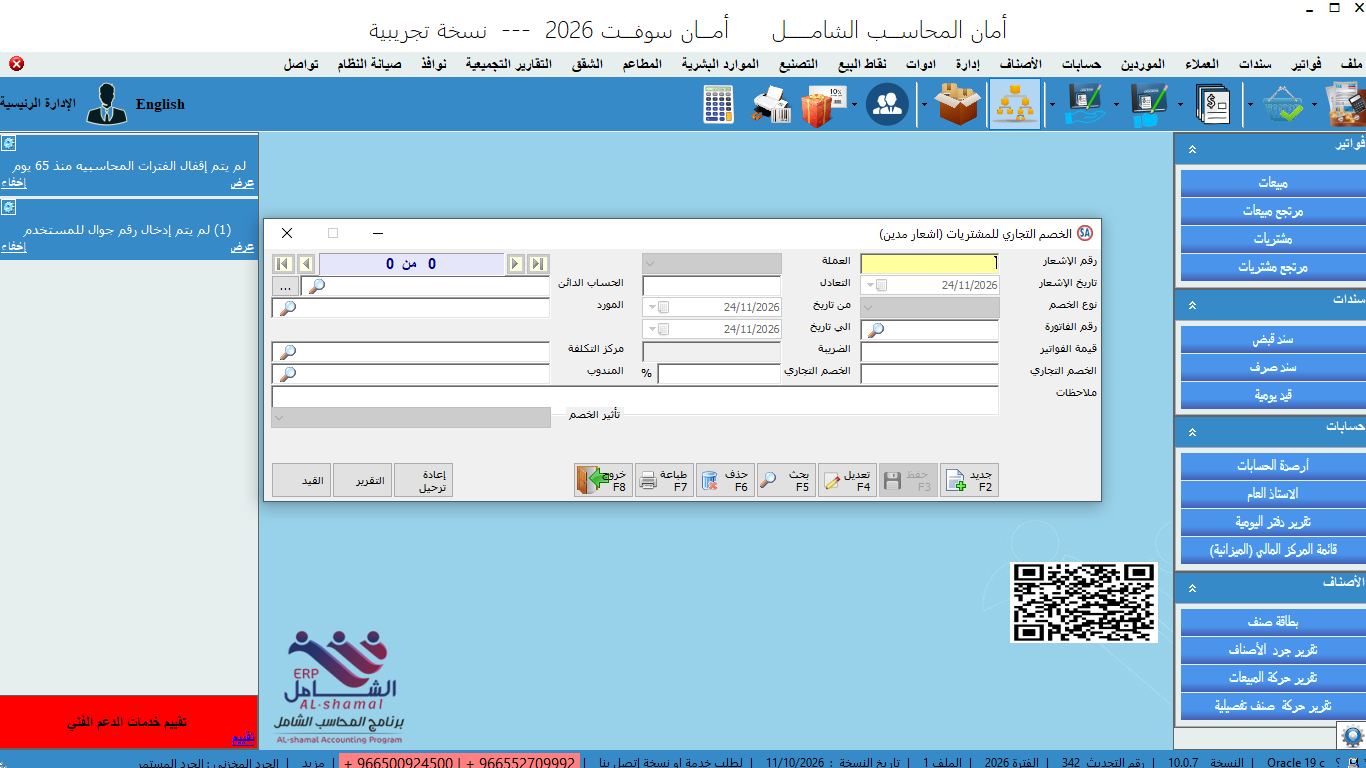 أمان المحاسب الشامــــل أمــان سوفــت 2026 --- نسخة تجريبية
ملف فواتير سندات العملاء الموردين حسابات الأصناف إدارة ادوات نقاط البيع التصنيع الموارد البشرية المطاعم الشقق التقارير التجميعية نوافذ صيانة النظام تواصل
English الإدارة الرئيسية
10%
لم يتم إقفال الفترات المحاسبية منذ 65 يوم
عرض إخفاء
(1) لم يتم إدخال رقم جوال للمستخدم
عرض إخفاء
فواتير
مبيعات
مرتجع مبيعات
مشتريات
مرتجع مشتريات
سندات
سند قبض
سند صرف
قيد يومية
حسابات
أرصدة الحسابات
الاستاذ العام
تقرير دفتر اليومية
قائمة المركز المالي (الميزانية)
الأصناف
بطاقة صنف
تقرير جرد الأصناف
تقرير حركة المبيعات
تقرير حركة صنف تفصيلية
SA الخصم التجاري للمشتريات (اشعار مدين)
رقم الإشعار 1 العملة 0 من 0
تاريخ الإشعار 24/11/2026 التعادل الحساب الدائن ...
نوع الخصم من تاريخ 24/11/2026 المورد
رقم الفاتورة الي تاريخ 24/11/2026
قيمة الفواتير الضريبة مركز التكلفة
الخصم التجاري الخصم التجاري % المندوب
ملاحظات
تأثير الخصم
جديد F2 حفظ F3 تعديل F4 بحث F5 حذف F6 طباعة F7 خروج F8 إعادة ترحيل التقرير القيد
ERP
الشامل
AL-shamal
برنامج المحاسب الشامل
AL-shamal Accounting Program
تقييم خدمات الدعم الفني
تقييم
؟ Oracle 19 c | النسخة 10.0.7 | رقم التحديث 342 | الفترة 2026 | الملف 1 | تاريخ النسخة : 11/10/2026 | لطلب خدمة او نسخة إتصل بنا | + 966500924500 | + 966552709992 | مزيد | الجرد المخزني : الجرد المستمر